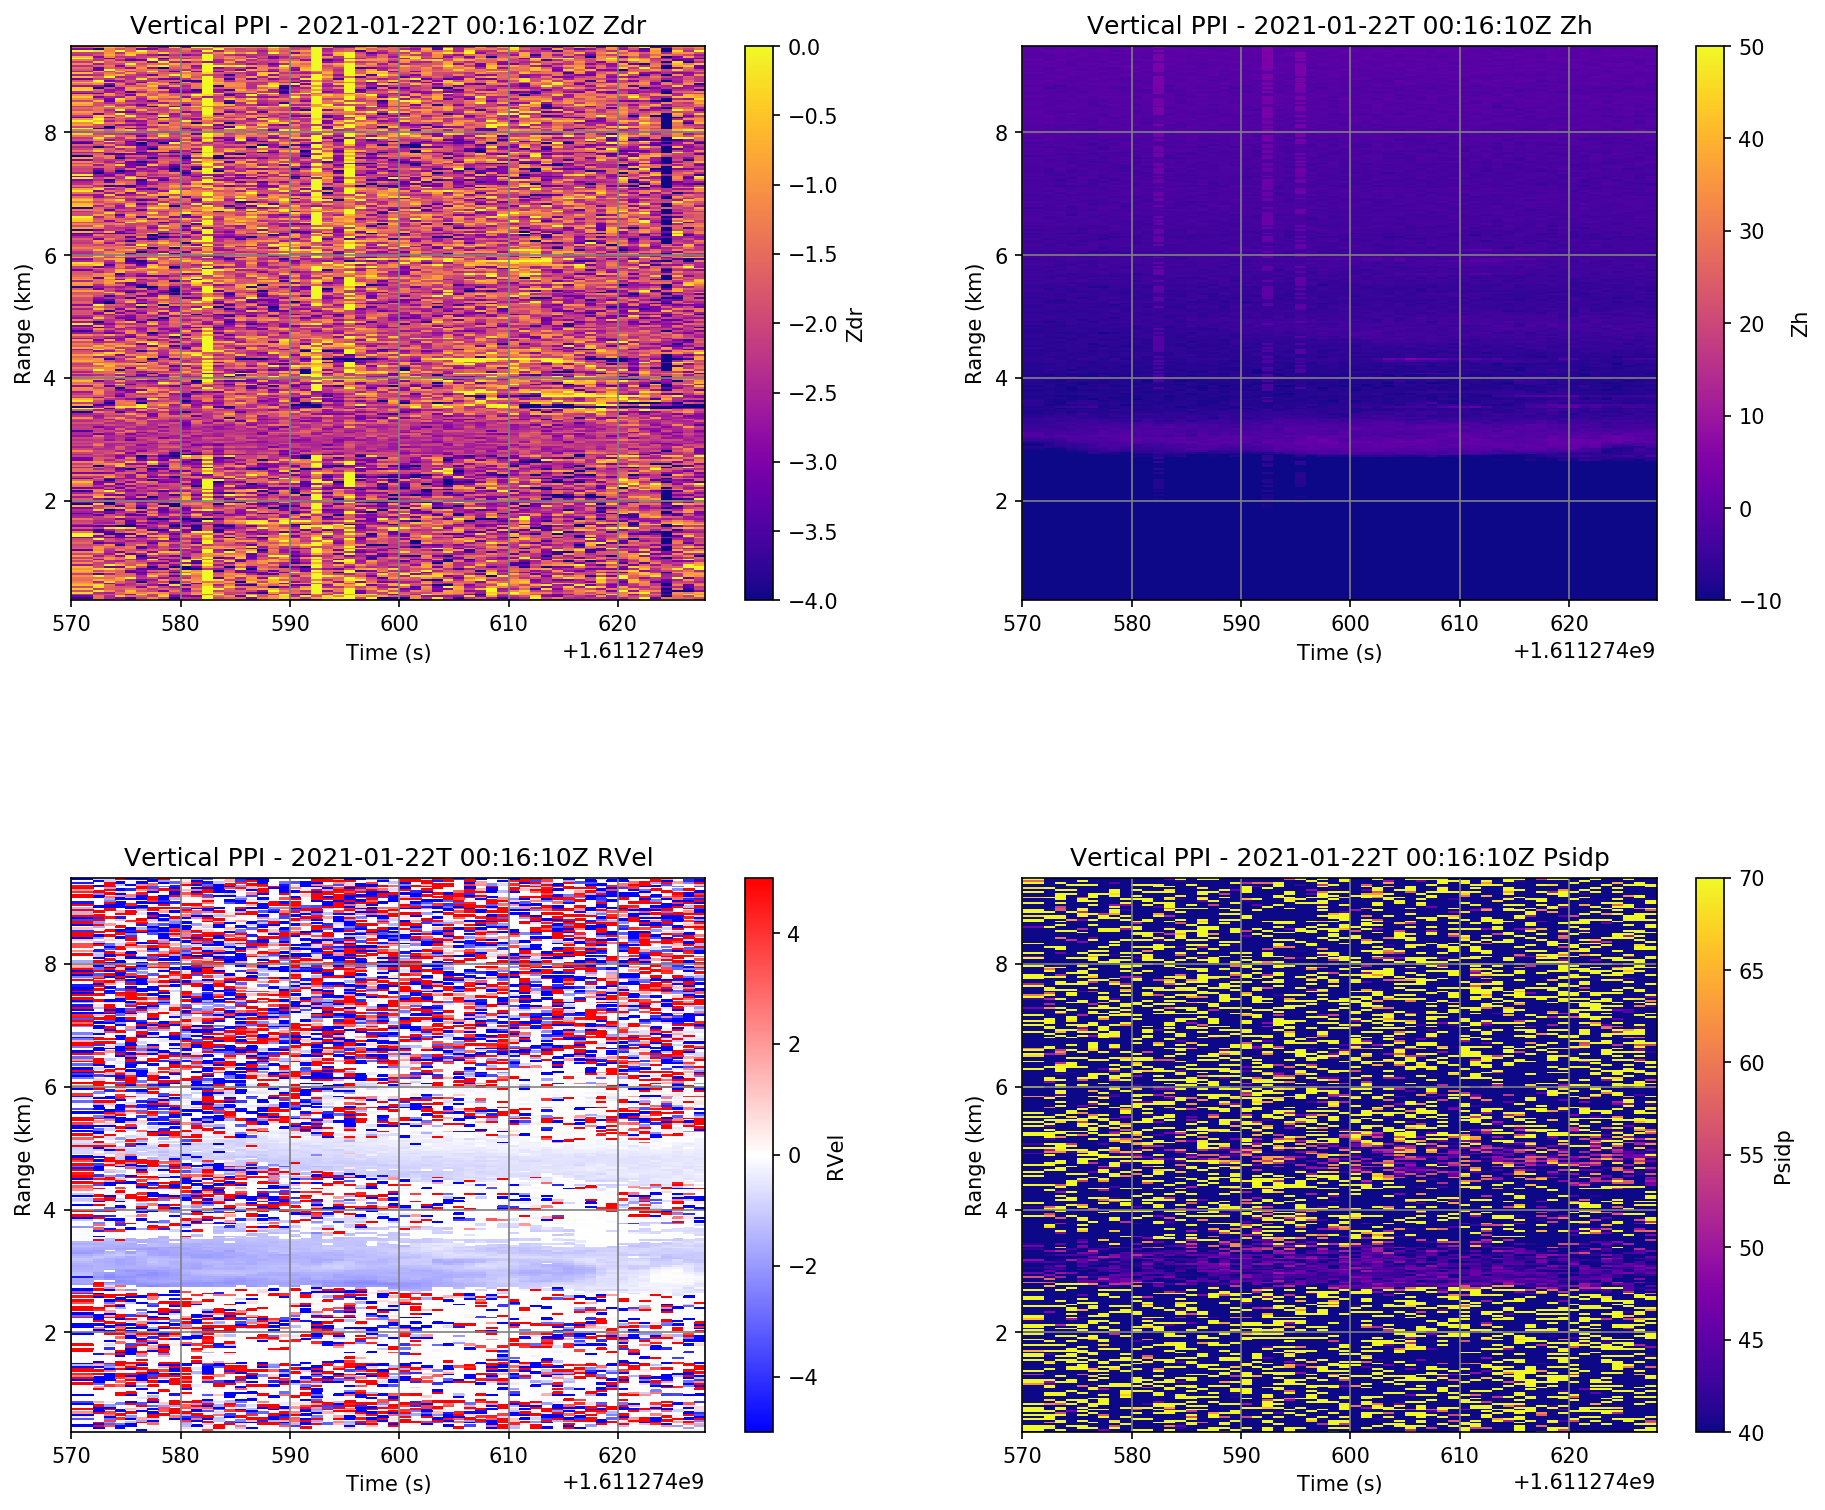 Vertical PPI - 2021-01-22T 00:16:10Z Zdr
Range (km)
8
6
4
2
570 580 590 600 610 620
Time (s)
+1.611274e9
0.0
−0.5
−1.0
−1.5
−2.0
−2.5
−3.0
−3.5
−4.0
Zdr
Vertical PPI - 2021-01-22T 00:16:10Z Zh
Range (km)
8
6
4
2
570 580 590 600 610 620
Time (s)
+1.611274e9
50
40
30
20
10
0
−10
Zh
Vertical PPI - 2021-01-22T 00:16:10Z RVel
Range (km)
8
6
4
2
570 580 590 600 610 620
Time (s)
+1.611274e9
4
2
0
−2
−4
RVel
Vertical PPI - 2021-01-22T 00:16:10Z Psidp
Range (km)
8
6
4
2
570 580 590 600 610 620
Time (s)
+1.611274e9
70
65
60
55
50
45
40
Psidp